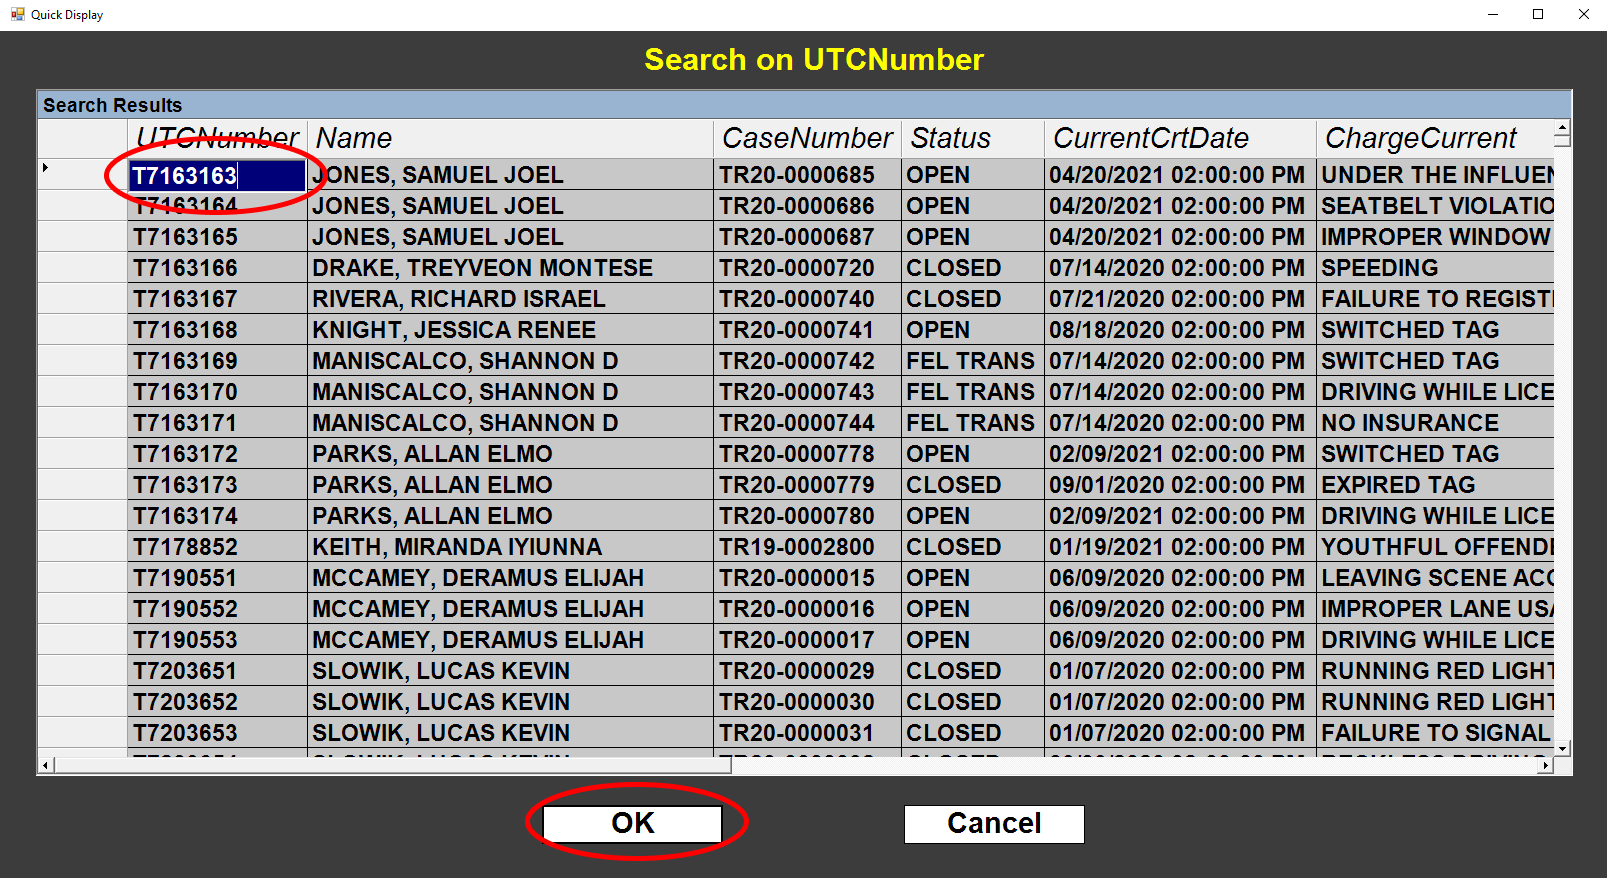 Quick Display
Search on UTCNumber
Search Results
UTCNumber Name CaseNumber Status CurrentCrtDate ChargeCurrent
T7163163 JONES, SAMUEL JOEL TR20-0000685 OPEN 04/20/2021 02:00:00 PM UNDER THE INFLUEN
T7163164 JONES, SAMUEL JOEL TR20-0000686 OPEN 04/20/2021 02:00:00 PM SEATBELT VIOLATIO
T7163165 JONES, SAMUEL JOEL TR20-0000687 OPEN 04/20/2021 02:00:00 PM IMPROPER WINDOW
T7163166 DRAKE, TREYVEON MONTESE TR20-0000720 CLOSED 07/14/2020 02:00:00 PM SPEEDING
T7163167 RIVERA, RICHARD ISRAEL TR20-0000740 CLOSED 07/21/2020 02:00:00 PM FAILURE TO REGIST
T7163168 KNIGHT, JESSICA RENEE TR20-0000741 OPEN 08/18/2020 02:00:00 PM SWITCHED TAG
T7163169 MANISCALCO, SHANNON D TR20-0000742 FEL TRANS 07/14/2020 02:00:00 PM SWITCHED TAG
T7163170 MANISCALCO, SHANNON D TR20-0000743 FEL TRANS 07/14/2020 02:00:00 PM DRIVING WHILE LICE
T7163171 MANISCALCO, SHANNON D TR20-0000744 FEL TRANS 07/14/2020 02:00:00 PM NO INSURANCE
T7163172 PARKS, ALLAN ELMO TR20-0000778 OPEN 02/09/2021 02:00:00 PM SWITCHED TAG
T7163173 PARKS, ALLAN ELMO TR20-0000779 CLOSED 09/01/2020 02:00:00 PM EXPIRED TAG
T7163174 PARKS, ALLAN ELMO TR20-0000780 OPEN 02/09/2021 02:00:00 PM DRIVING WHILE LICE
T7178852 KEITH, MIRANDA IYIUNNA TR19-0002800 CLOSED 01/19/2021 02:00:00 PM YOUTHFUL OFFENDE
T7190551 MCCAMEY, DERAMUS ELIJAH TR20-0000015 OPEN 06/09/2020 02:00:00 PM LEAVING SCENE ACC
T7190552 MCCAMEY, DERAMUS ELIJAH TR20-0000016 OPEN 06/09/2020 02:00:00 PM IMPROPER LANE USA
T7190553 MCCAMEY, DERAMUS ELIJAH TR20-0000017 OPEN 06/09/2020 02:00:00 PM DRIVING WHILE LICE
T7203651 SLOWIK, LUCAS KEVIN TR20-0000029 CLOSED 01/07/2020 02:00:00 PM RUNNING RED LIGHT
T7203652 SLOWIK, LUCAS KEVIN TR20-0000030 CLOSED 01/07/2020 02:00:00 PM RUNNING RED LIGHT
T7203653 SLOWIK, LUCAS KEVIN TR20-0000031 CLOSED 01/07/2020 02:00:00 PM FAILURE TO SIGNAL
OK Cancel